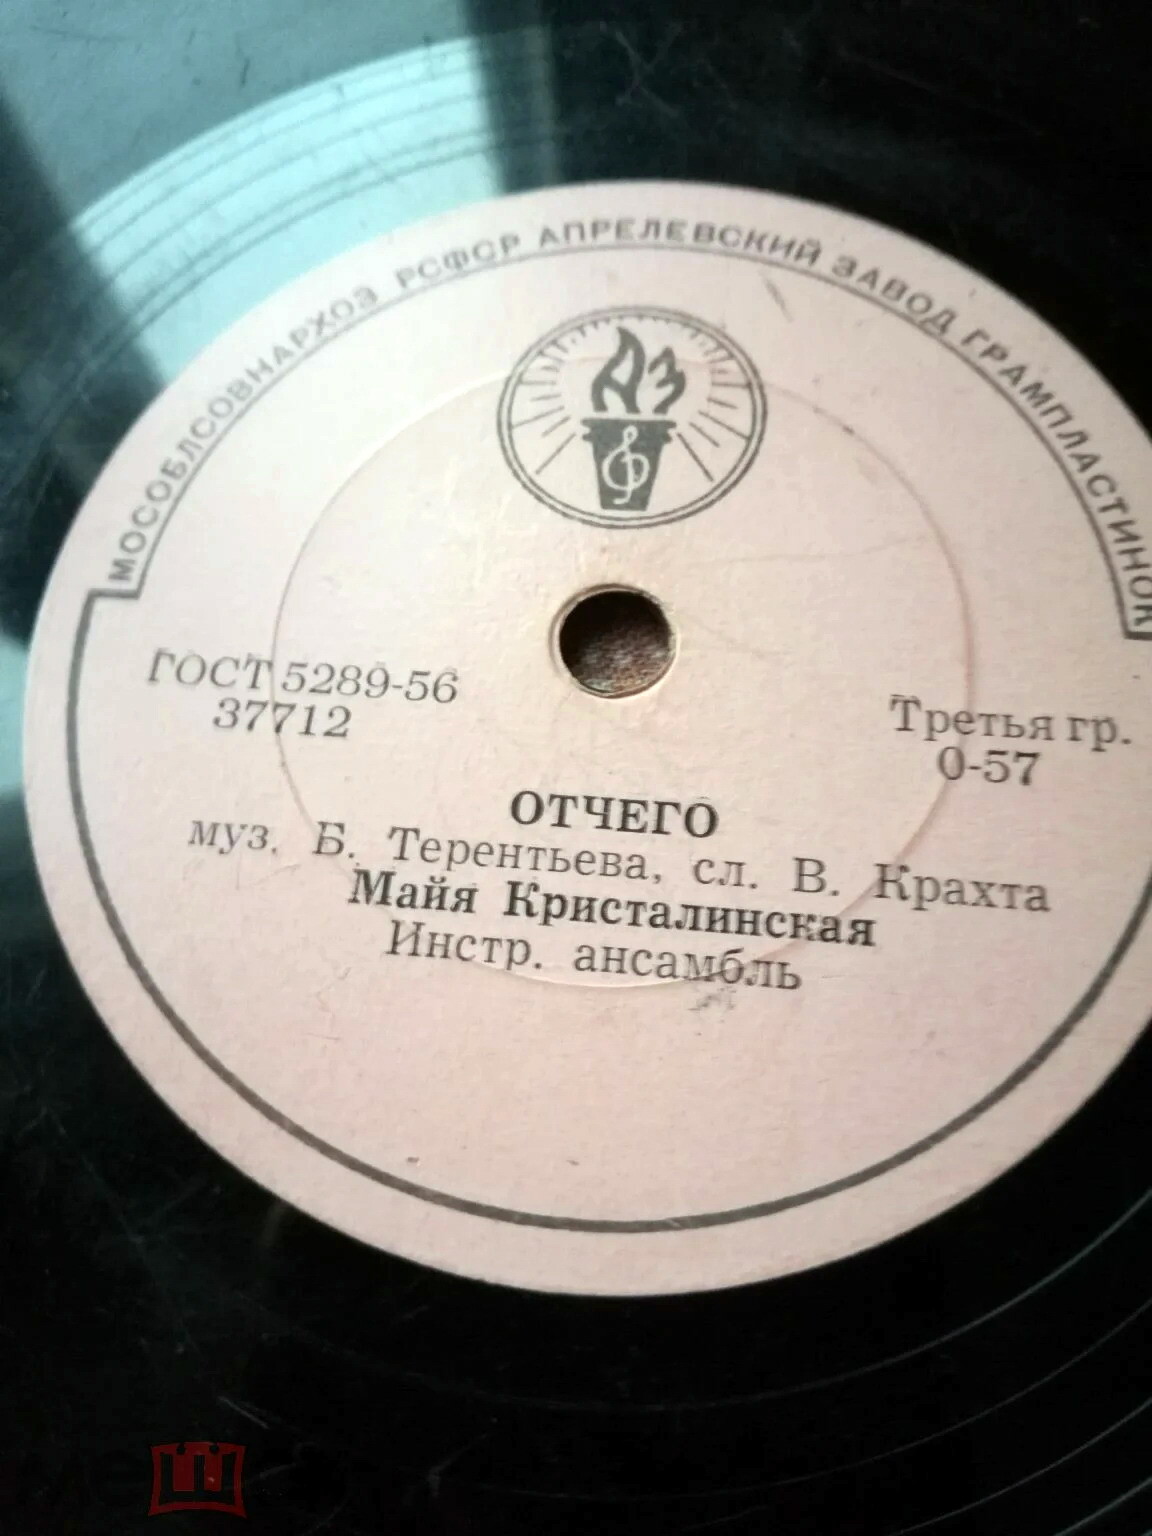 МОСОБЛСОВНАРХОЗ РСФСР АПРЕЛЕВСКИЙ ЗАВОД ГРАМПЛАСТИНОК
АЗ
ГОСТ 5289-56
37712
Третья гр.
0-57
ОТЧЕГО
муз. Б. Терентьева, сл. В. Крахта
Майя Кристалинская
Инстр. ансамбль